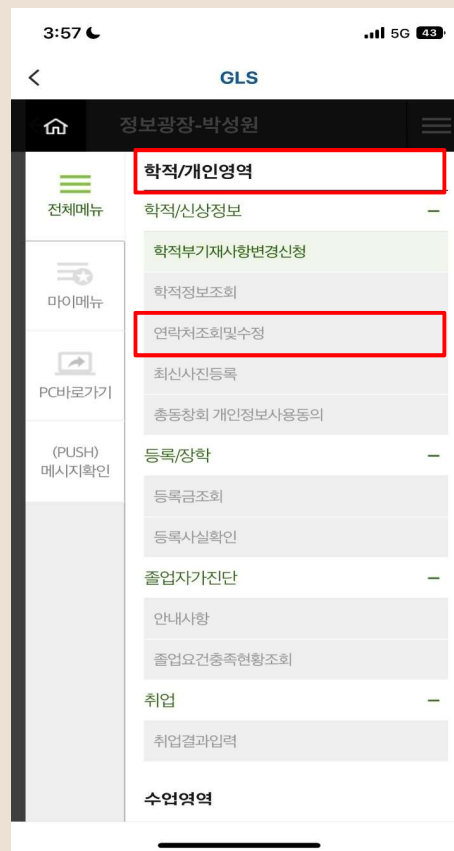 3:57
5G 43
GLS
정보광장-박성원
전체메뉴
마이메뉴
PC바로가기
(PUSH)
메시지확인
학적/개인영역
학적/신상정보
학적부기재사항변경신청
학적정보조회
연락처조회및수정
최신사진등록
총동창회 개인정보사용동의
등록/장학
등록금조회
등록사실확인
졸업자가진단
안내사항
졸업요건충족현황조회
취업
취업결과입력
수업영역